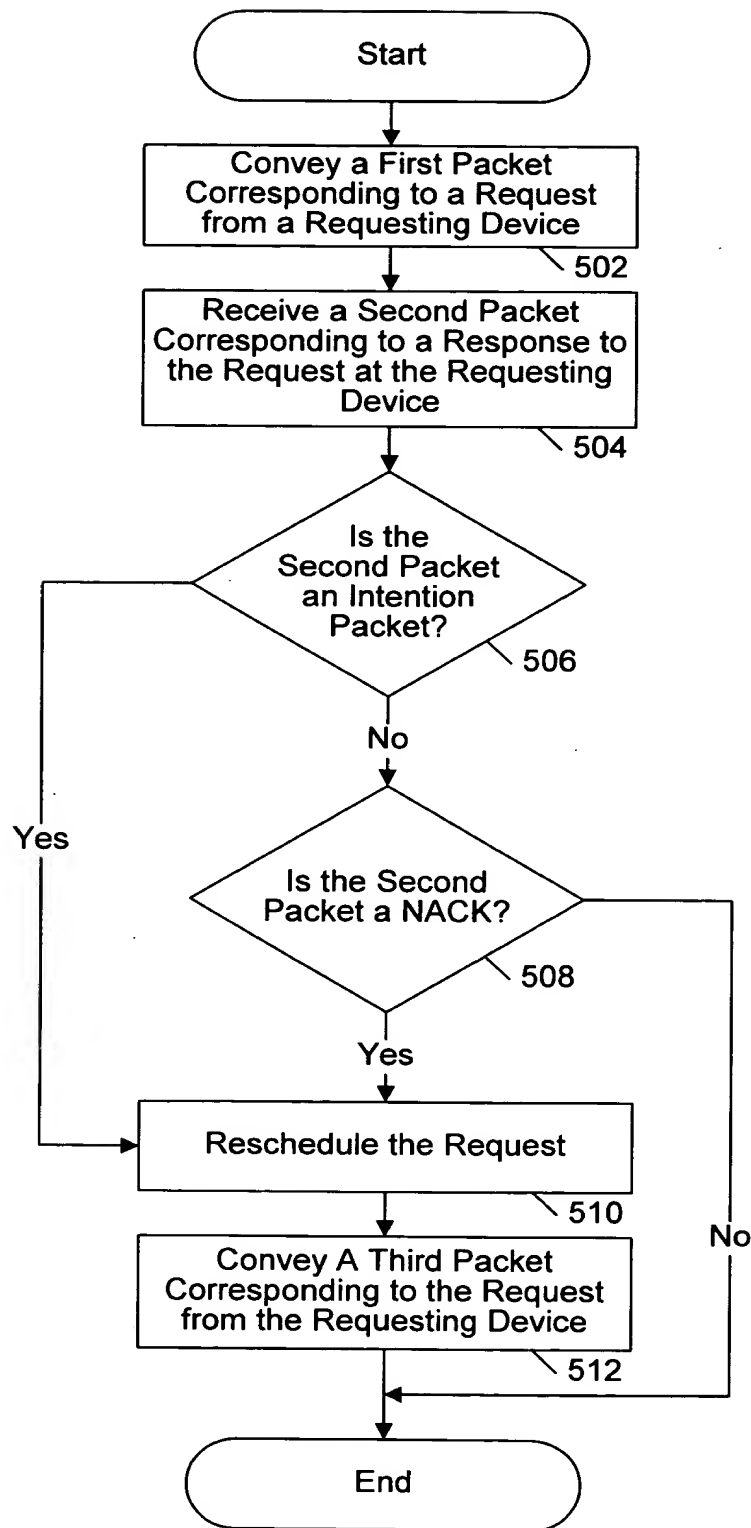 Start
Convey a First Packet
Corresponding to a Request
from a Requesting Device
502
Receive a Second Packet
Corresponding to a Response to
the Request at the Requesting
Device
504
Is the
Second Packet
an Intention
Packet?
506
No
Yes
Is the Second
Packet a NACK?
508
Yes
Reschedule the Request
510
No
Convey A Third Packet
Corresponding to the Request
from the Requesting Device
512
End